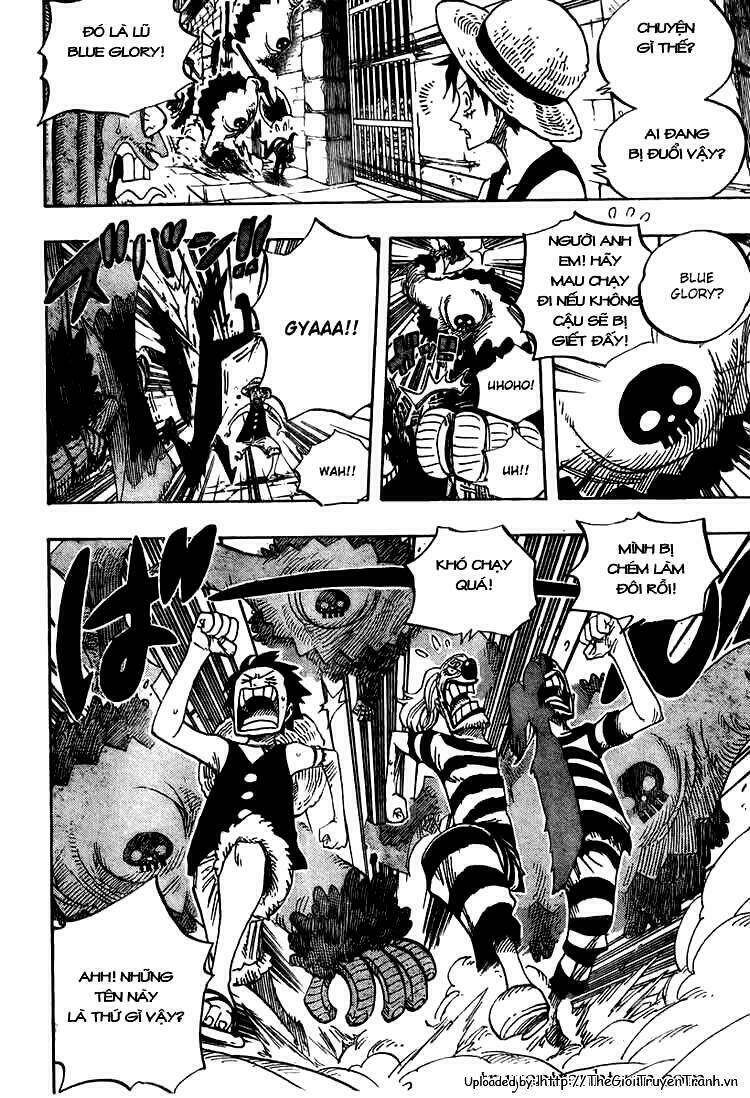 CHUYỆN
GÌ THẾ?
AI ĐANG
BỊ ĐUỔI VẬY?
ĐÓ LÀ LŨ
BLUE GLORY!
BLUE
GLORY?
NGƯỜI ANH
EM! HÃY
MAU CHẠY
ĐI NẾU KHÔNG
CẬU SẼ BỊ
GIẾT ĐẤY!
UHOHO!
UH!!
GYAAA!!
WAH!!
MÌNH BỊ
CHÉM LÀM
ĐÔI RỒI!
KHÓ CHẠY
QUÁ!
AHH! NHỮNG
TÊN NÀY
LÀ THỨ GÌ VẬY?
Uploaded by: http://TheGioiTruyenTranh.vn